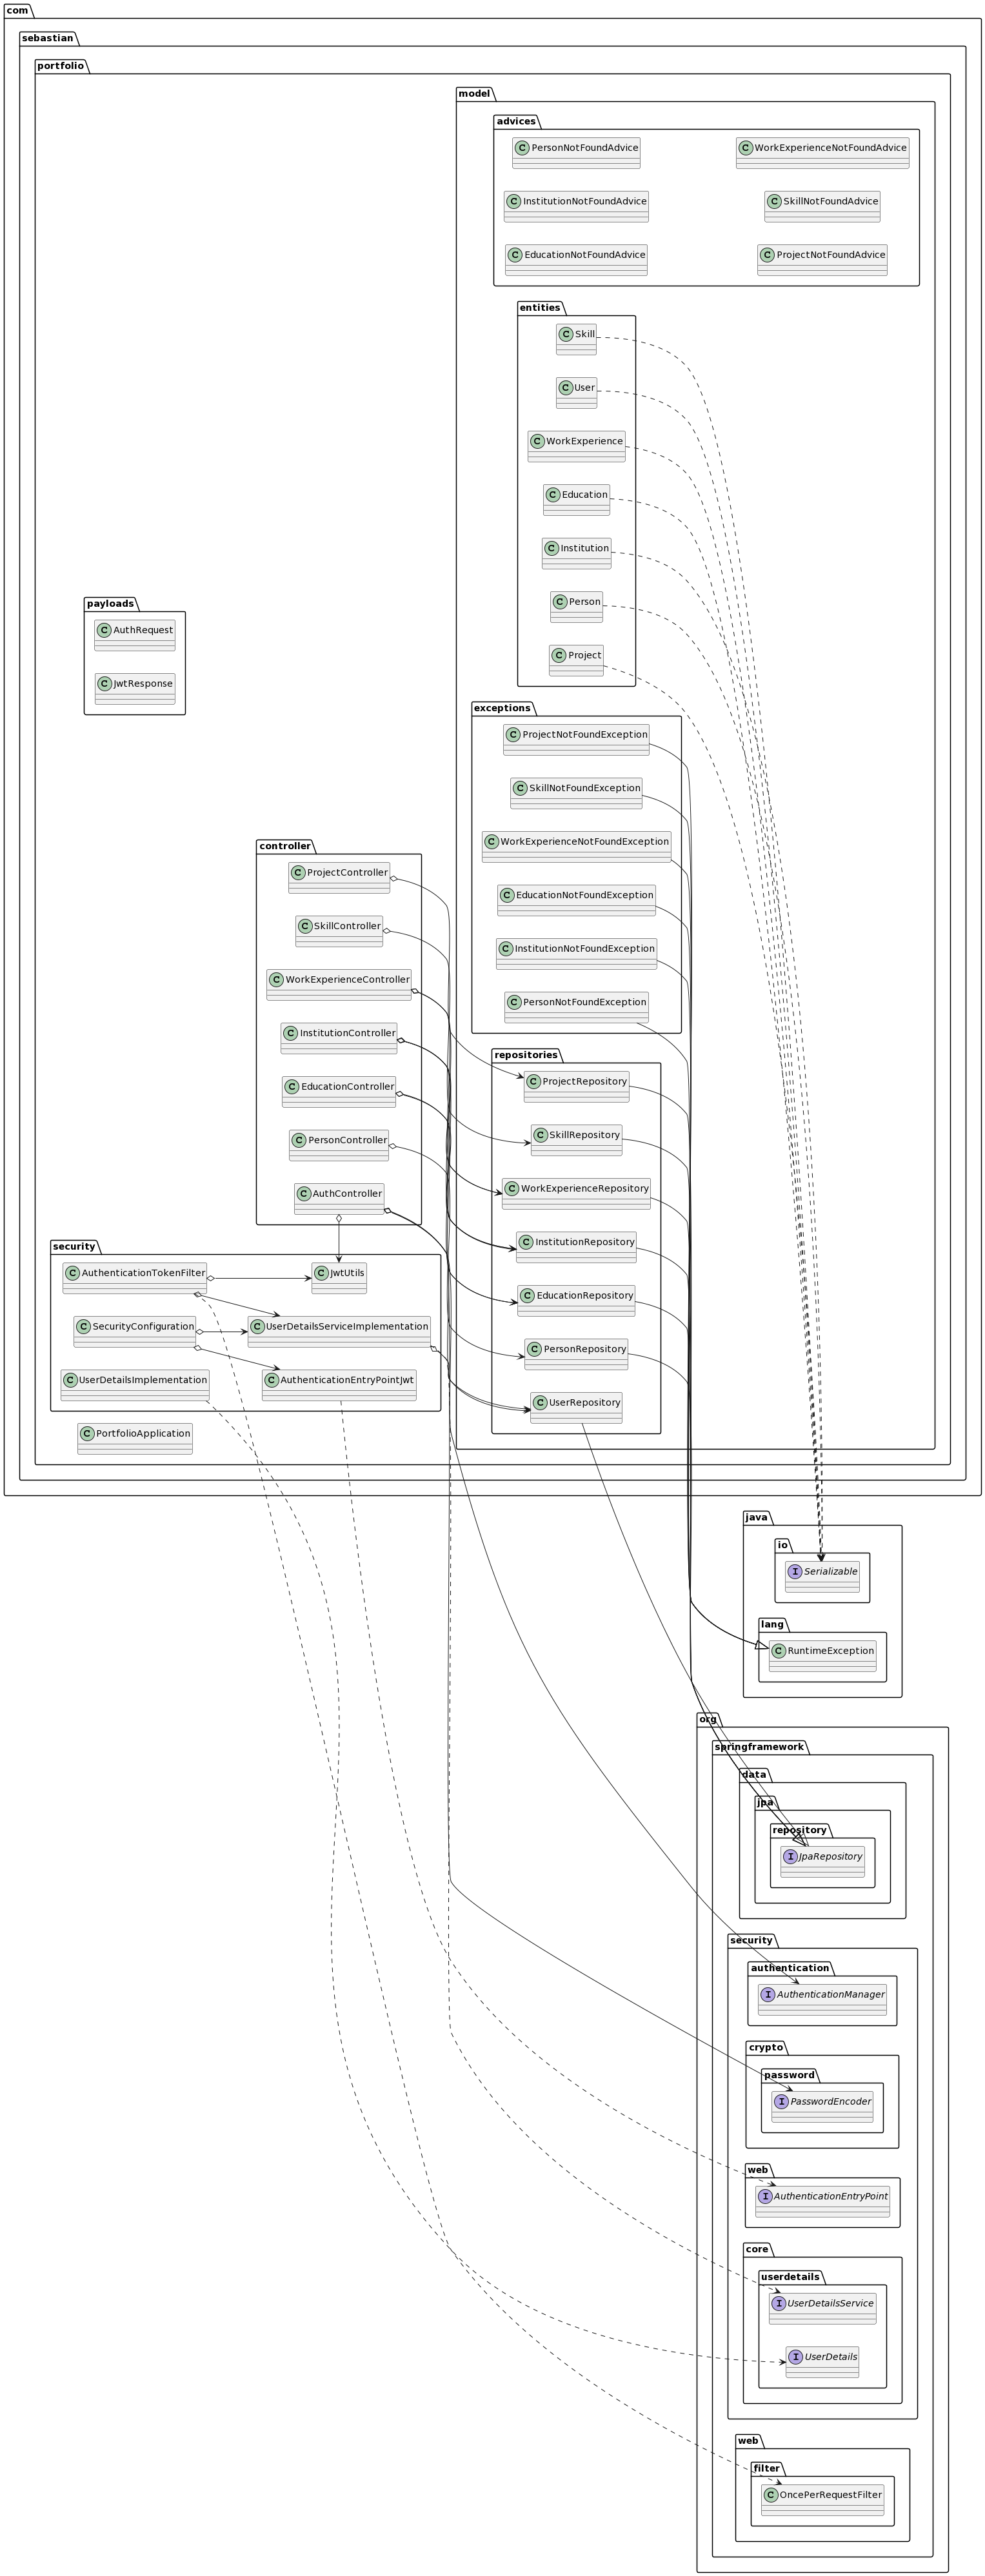 com
sebastian
portfolio
model
advices
C PersonNotFoundAdvice
C WorkExperienceNotFoundAdvice
C InstitutionNotFoundAdvice
C SkillNotFoundAdvice
C EducationNotFoundAdvice
C ProjectNotFoundAdvice
entities
C Skill
C User
C WorkExperience
C Education
C Institution
C Person
C Project
payloads
C AuthRequest
C JwtResponse
exceptions
C ProjectNotFoundException
C SkillNotFoundException
C WorkExperienceNotFoundException
C EducationNotFoundException
C InstitutionNotFoundException
C PersonNotFoundException
controller
C ProjectController
C SkillController
C WorkExperienceController
C InstitutionController
C EducationController
C PersonController
C AuthController
repositories
C ProjectRepository
C SkillRepository
C WorkExperienceRepository
C InstitutionRepository
C EducationRepository
C PersonRepository
C UserRepository
security
C AuthenticationTokenFilter
C JwtUtils
C SecurityConfiguration
C UserDetailsServiceImplementation
C UserDetailsImplementation
C AuthenticationEntryPointJwt
C PortfolioApplication
java
io
I Serializable
lang
C RuntimeException
org
springframework
data
jpa
repository
I JpaRepository
security
authentication
I AuthenticationManager
crypto
password
I PasswordEncoder
web
I AuthenticationEntryPoint
core
userdetails
I UserDetailsService
I UserDetails
web
filter
C OncePerRequestFilter